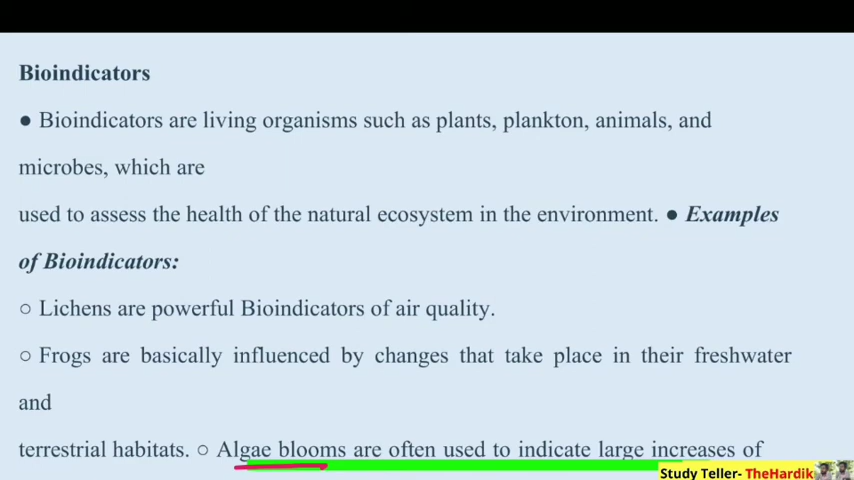 Bioindicators
● Bioindicators are living organisms such as plants, plankton, animals, and
microbes, which are
used to assess the health of the natural ecosystem in the environment. ● Examples
of Bioindicators:
○ Lichens are powerful Bioindicators of air quality.
○ Frogs are basically influenced by changes that take place in their freshwater
and
terrestrial habitats. ○ Algae blooms are often used to indicate large increases of
Study Teller- TheHardik